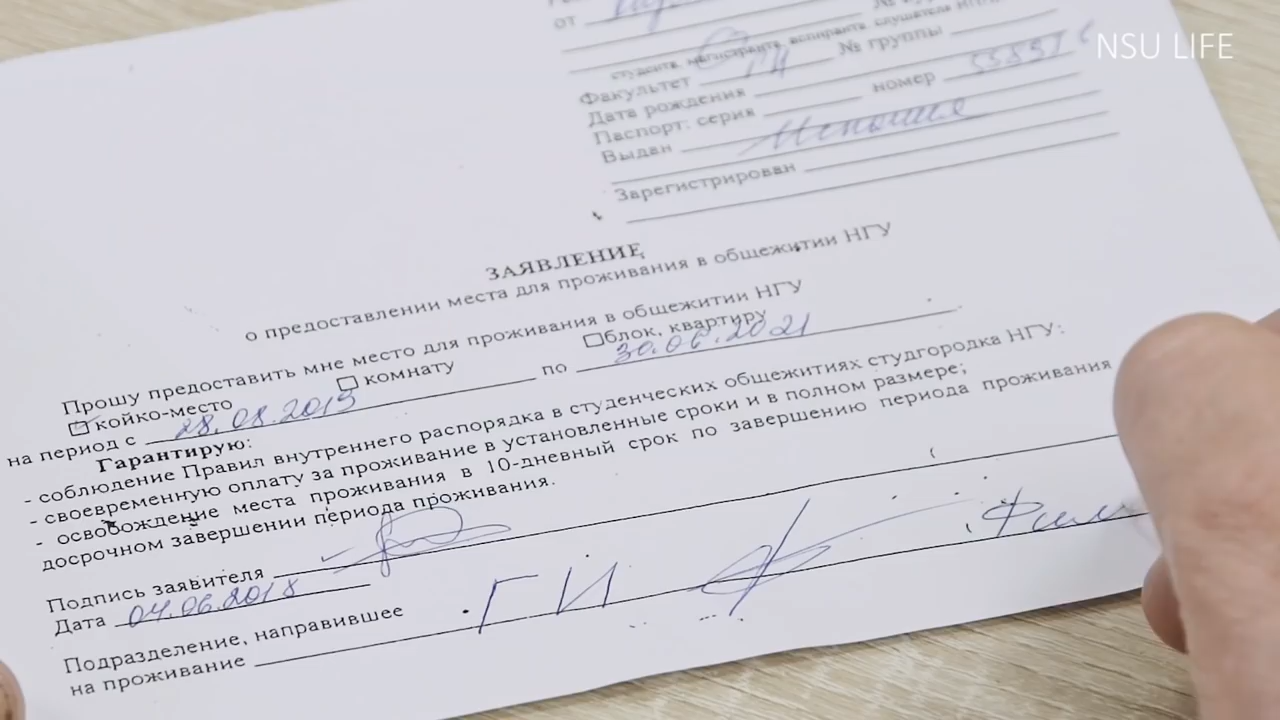 NSU LIFE
от
студента, магистранта, аспиранта, слушателя
Факультет ГИ № группы
Дата рождения
Паспорт: серия номер
Выдан Испания
Зарегистрирован
ЗАЯВЛЕНИЕ
о предоставлении места для проживания в общежитии НГУ
Прошу предоставить мне место для проживания в общежитии НГУ
койко-место комнату блок, квартиру
на период с 28.08.2019 по 30.06.2021
Гарантирую:
- соблюдение Правил внутреннего распорядка в студенческих общежитиях студгородка НГУ;
- своевременную оплату за проживание в установленные сроки и в полном размере;
- освобождение места проживания в 10-дневный срок по завершению периода проживания
досрочном завершении периода проживания.
Подпись заявителя
Дата 04.06.2018
Подразделение, направившее
на проживание ГИ